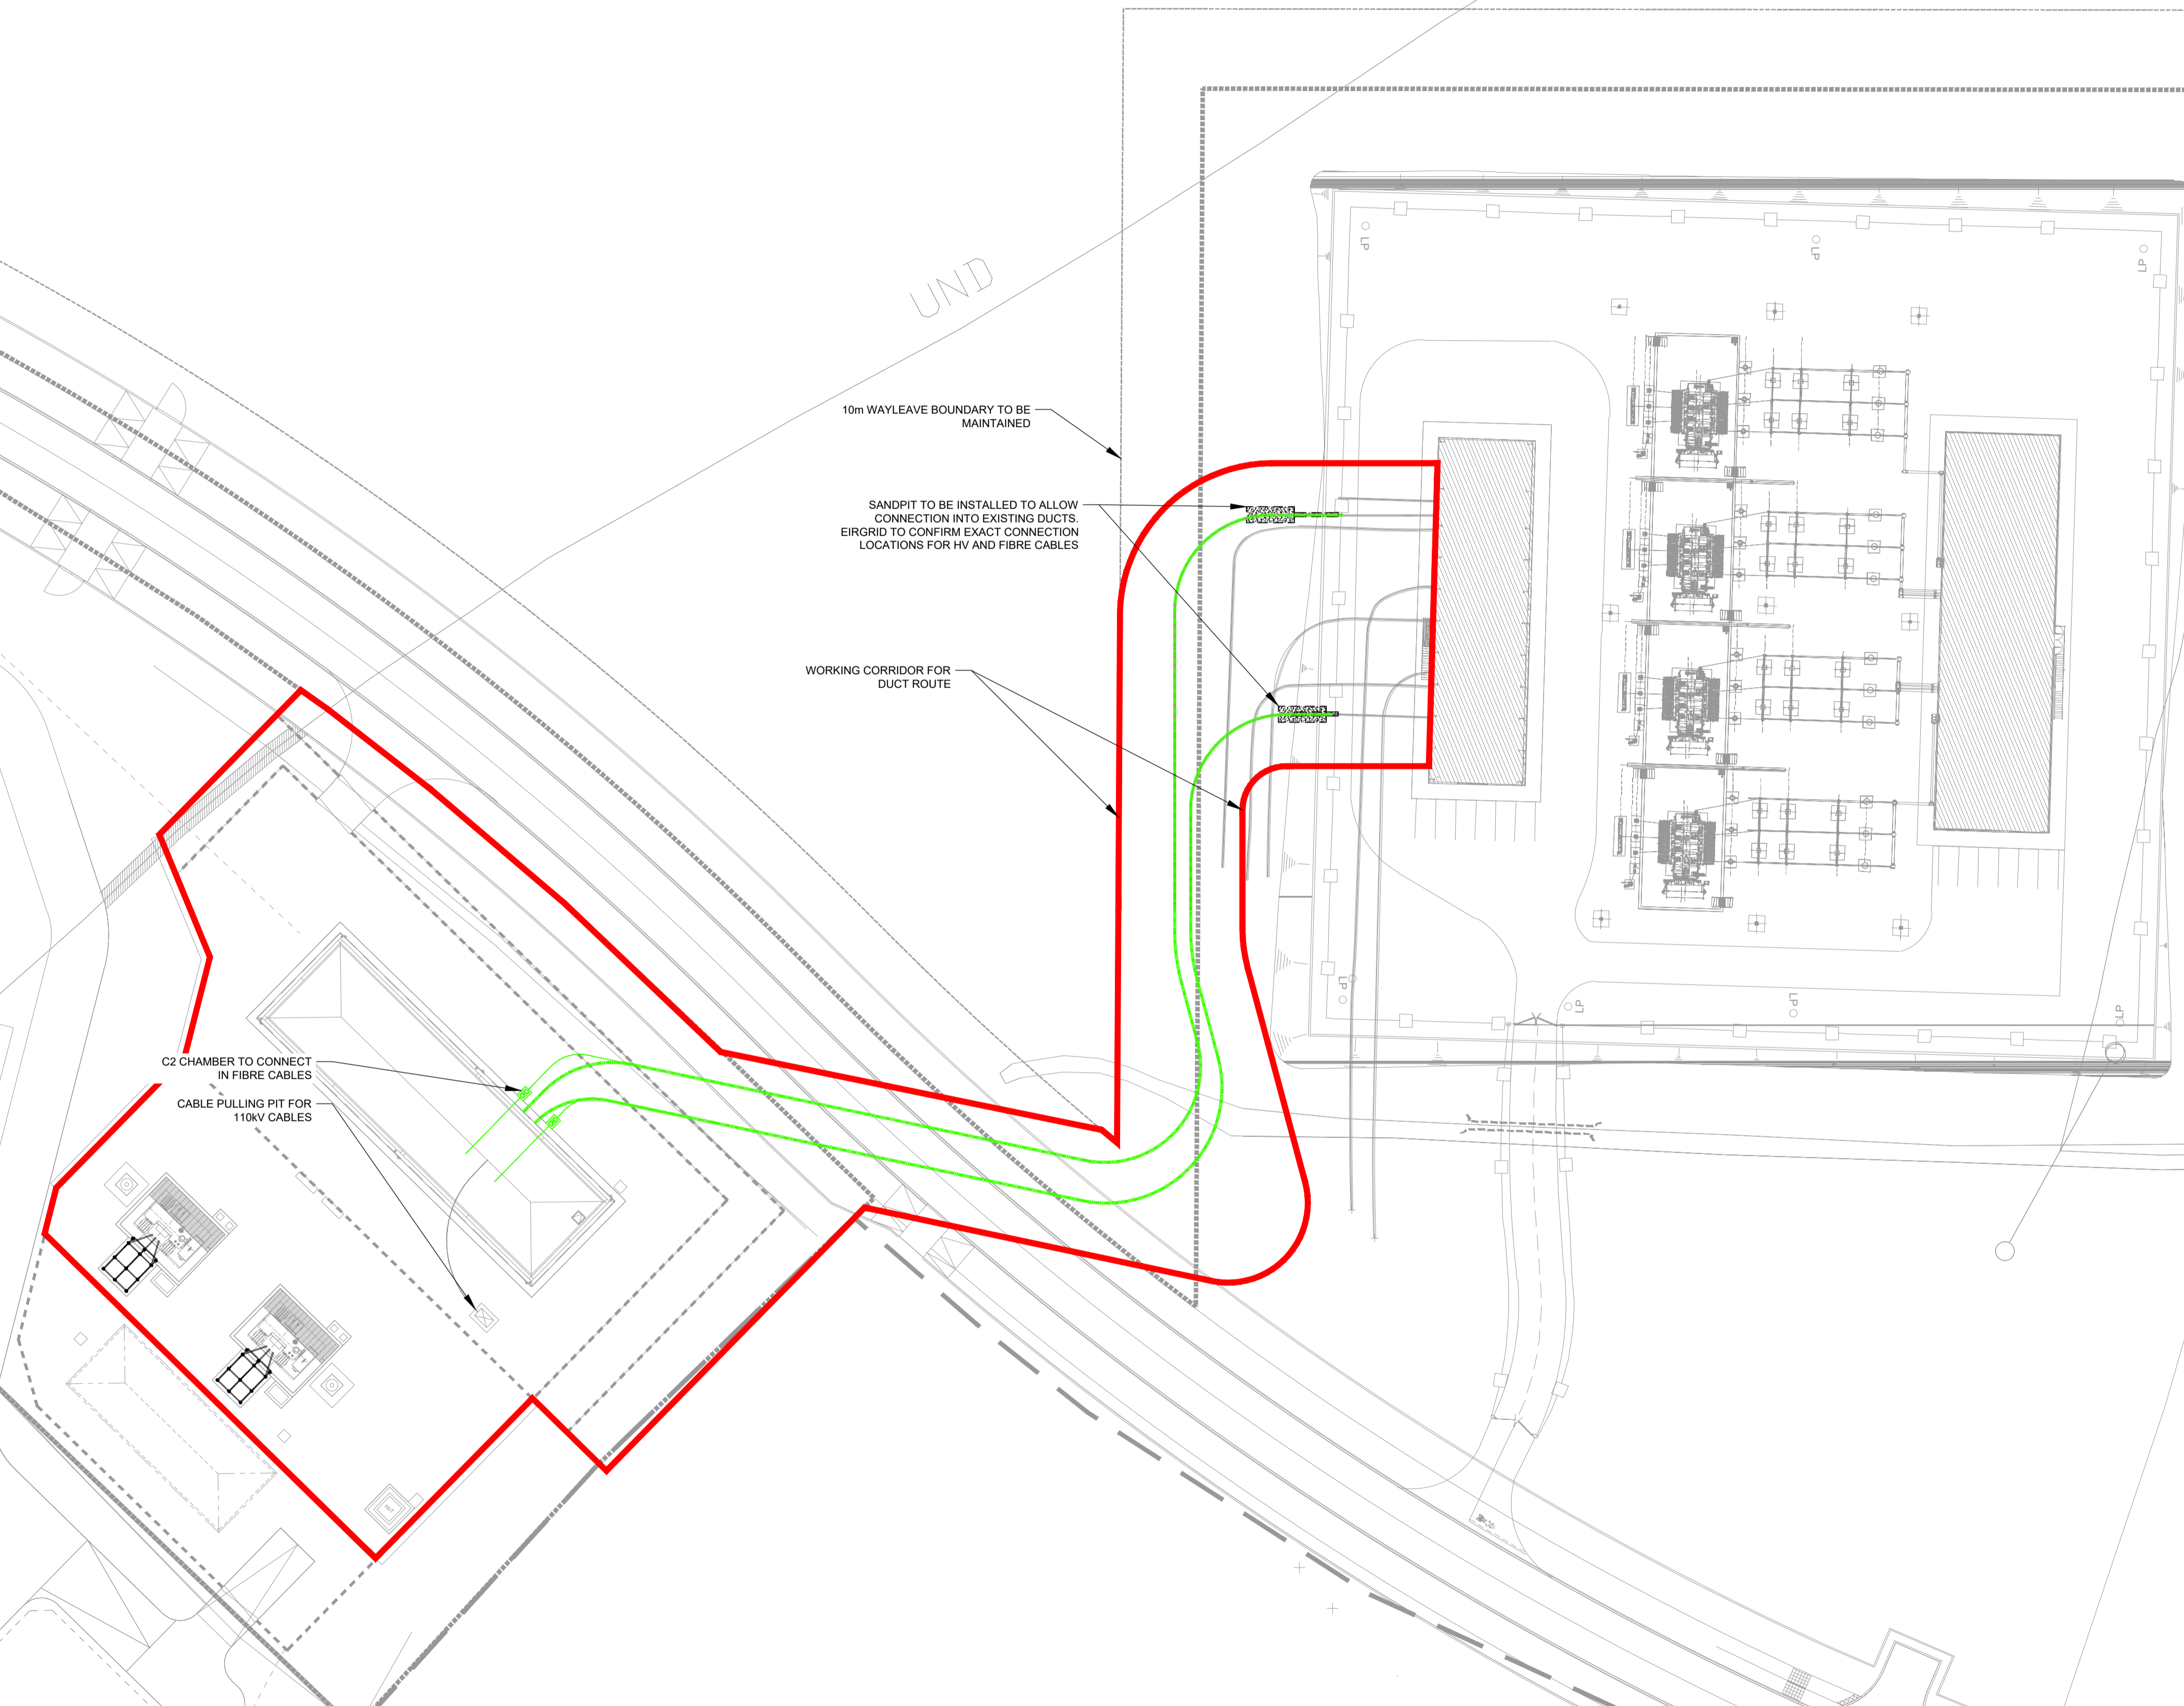 UND
LP
LP
LP
10m WAYLEAVE BOUNDARY TO BE
MAINTAINED
SANDPIT TO BE INSTALLED TO ALLOW
CONNECTION INTO EXISTING DUCTS.
EIRGRID TO CONFIRM EXACT CONNECTION
LOCATIONS FOR HV AND FIBRE CABLES
WORKING CORRIDOR FOR
DUCT ROUTE
LP
LP
LP
LP
C2 CHAMBER TO CONNECT
IN FIBRE CABLES
CABLE PULLING PIT FOR
110kV CABLES